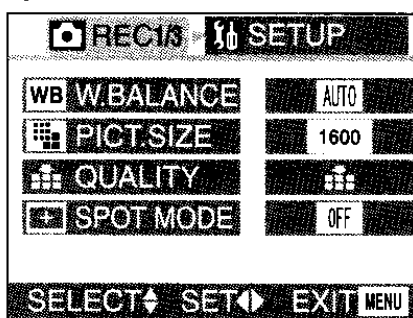 REC1/3 SETUP
WB W.BALANCE AUTO
PICT.SIZE 1600
QUALITY
SPOT MODE OFF
SELECT SET EXIT MENU